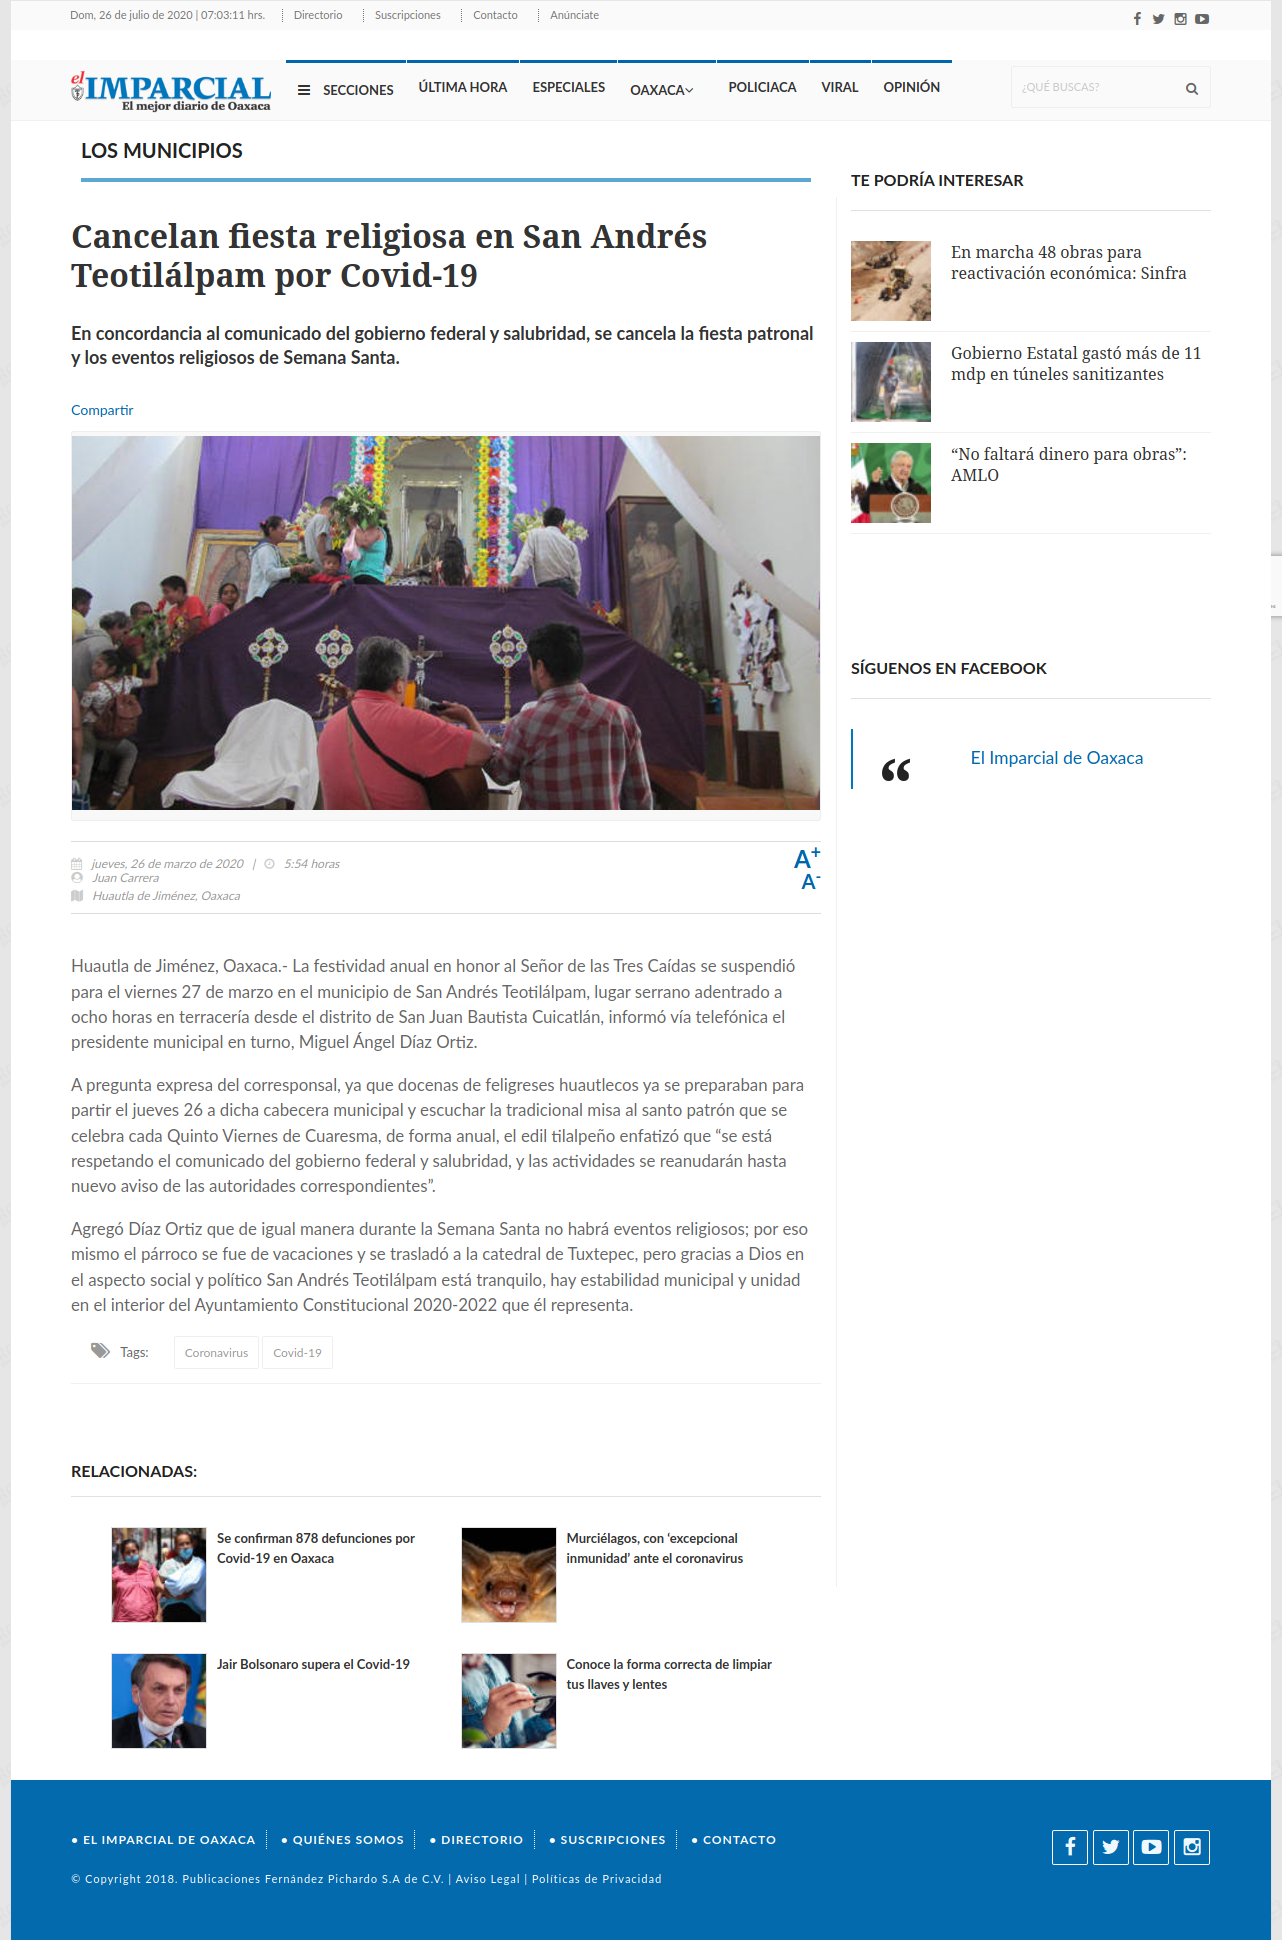 Dom, 26 de julio de 2020 | 07:03:11 hrs.
Directorio
Suscripciones
Contacto
Anúnciate
el IMPARCIAL
El mejor diario de Oaxaca
SECCIONES
ÚLTIMA HORA
ESPECIALES
OAXACA
POLICIACA
VIRAL
OPINIÓN
¿QUÉ BUSCAS?
LOS MUNICIPIOS
Cancelan fiesta religiosa en San Andrés
Teotilálpam por Covid-19
En concordancia al comunicado del gobierno federal y salubridad, se cancela la fiesta patronal
y los eventos religiosos de Semana Santa.
Compartir
jueves, 26 de marzo de 2020 | 5:54 horas
Juan Carrera
Huautla de Jiménez, Oaxaca
A+
A-
Huautla de Jiménez, Oaxaca.- La festividad anual en honor al Señor de las Tres Caídas se suspendió
para el viernes 27 de marzo en el municipio de San Andrés Teotilálpam, lugar serrano adentrado a
ocho horas en terracería desde el distrito de San Juan Bautista Cuicatlán, informó vía telefónica el
presidente municipal en turno, Miguel Ángel Díaz Ortiz.
A pregunta expresa del corresponsal, ya que docenas de feligreses huautlecos ya se preparaban para
partir el jueves 26 a dicha cabecera municipal y escuchar la tradicional misa al santo patrón que se
celebra cada Quinto Viernes de Cuaresma, de forma anual, el edil tilalpeño enfatizó que “se está
respetando el comunicado del gobierno federal y salubridad, y las actividades se reanudarán hasta
nuevo aviso de las autoridades correspondientes”.
Agregó Díaz Ortiz que de igual manera durante la Semana Santa no habrá eventos religiosos; por eso
mismo el párroco se fue de vacaciones y se trasladó a la catedral de Tuxtepec, pero gracias a Dios en
el aspecto social y político San Andrés Teotilálpam está tranquilo, hay estabilidad municipal y unidad
en el interior del Ayuntamiento Constitucional 2020-2022 que él representa.
Tags:
Coronavirus
Covid-19
RELACIONADAS:
Se confirman 878 defunciones por
Covid-19 en Oaxaca
Murciélagos, con ‘excepcional
inmunidad’ ante el coronavirus
Jair Bolsonaro supera el Covid-19
Conoce la forma correcta de limpiar
tus llaves y lentes
TE PODRÍA INTERESAR
En marcha 48 obras para
reactivación económica: Sinfra
Gobierno Estatal gastó más de 11
mdp en túneles sanitizantes
“No faltará dinero para obras”:
AMLO
SÍGUENOS EN FACEBOOK
“
El Imparcial de Oaxaca
• EL IMPARCIAL DE OAXACA
• QUIÉNES SOMOS
• DIRECTORIO
• SUSCRIPCIONES
• CONTACTO
© Copyright 2018. Publicaciones Fernández Pichardo S.A de C.V. | Aviso Legal | Políticas de Privacidad